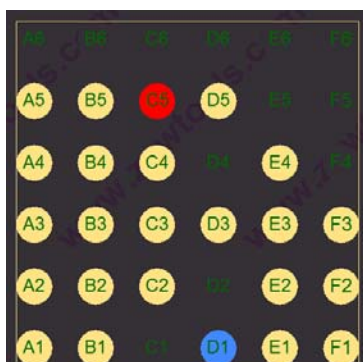 A6 B6 C6 D6 E6 F6
A5 B5 C5 D5 E5 F5
A4 B4 C4 D4 E4 F4
A3 B3 C3 D3 E3 F3
A2 B2 C2 D2 E2 F2
A1 B1 C1 D1 E1 F1